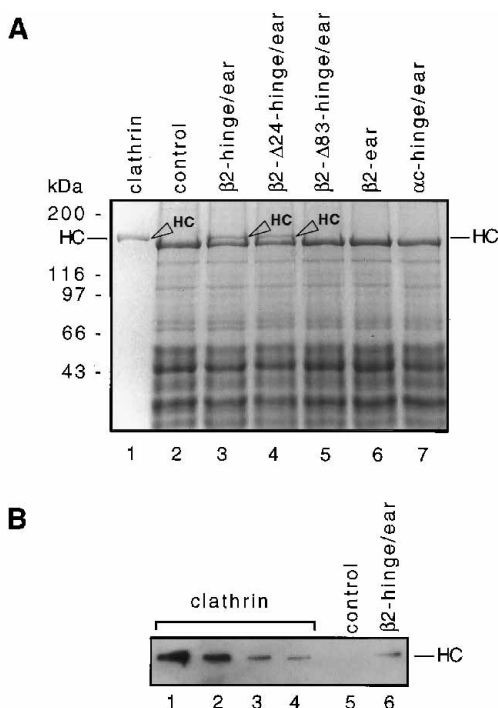 A
clathrin
control
β2-hinge/ear
β2-Δ24-hinge/ear
β2-Δ83-hinge/ear
β2-ear
αc-hinge/ear
kDa
200 -
HC
HC
HC
HC
HC
116 -
97 -
66 -
43 -
1 2 3 4 5 6 7
B
clathrin
control
β2-hinge/ear
HC
1 2 3 4 5 6